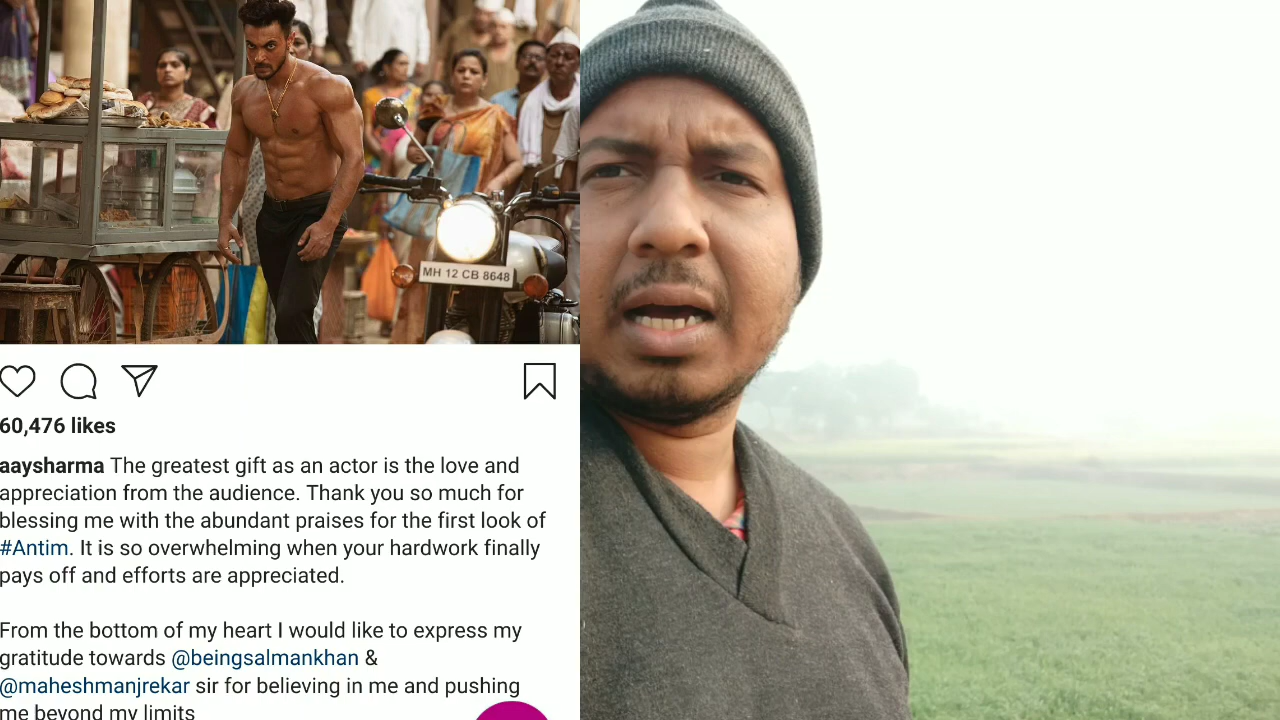 MH 12 CB 8648
60,476 likes
aaysharma The greatest gift as an actor is the love and
appreciation from the audience. Thank you so much for
blessing me with the abundant praises for the first look of
#Antim. It is so overwhelming when your hardwork finally
pays off and efforts are appreciated.
From the bottom of my heart I would like to express my
gratitude towards @beingsalmankhan &
@maheshmanjrekar sir for believing in me and pushing
me beyond my limits